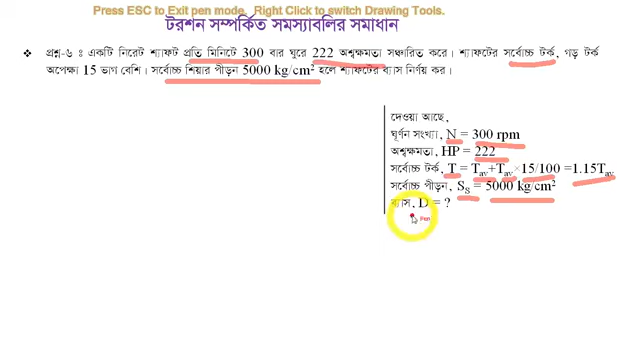 Press ESC to Exit pen mode. Right Click to switch Drawing Tools.
টরশন সম্পর্কিত সমস্যাবলির সমাধান
❖ প্রশ্ন-৬ ঃ একটি নিরেট শ্যাফট প্রতি মিনিটে 300 বার ঘুরে 222 অশ্বক্ষমতা সঞ্চারিত করে। শ্যাফটের সর্বোচ্চ টর্ক, গড় টর্ক
অপেক্ষা 15 ভাগ বেশি। সর্বোচ্চ শিয়ার পীড়ন 5000 kg/cm² হলে শ্যাফটের ব্যাস নির্ণয় কর।
দেওয়া আছে,
ঘূর্ণন সংখ্যা, N = 300 rpm
অশ্বক্ষমতা, HP = 222
সর্বোচ্চ টর্ক, T = Tav+Tav×15/100 =1.15Tav
সর্বোচ্চ পীড়ন, SS = 5000 kg/cm²
ব্যাস, D = ?
Pen